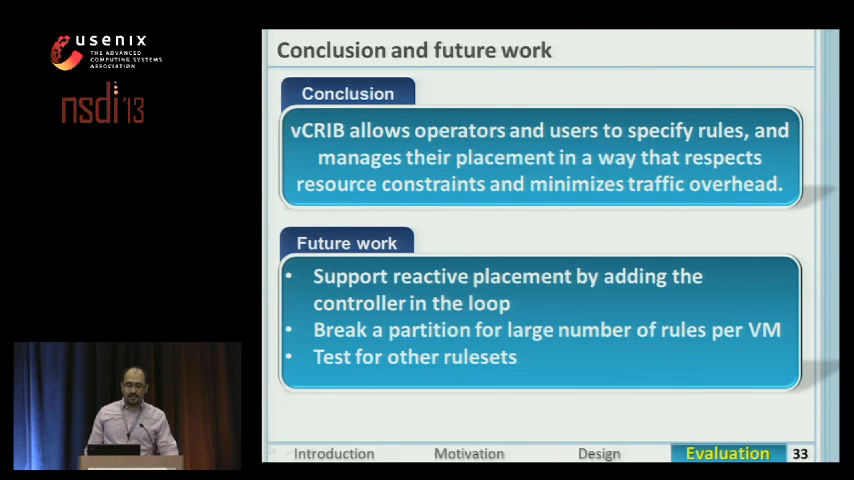 usenix
THE ADVANCED
COMPUTING SYSTEMS
ASSOCIATION
nsdi'13
Conclusion and future work
Conclusion
vCRIB allows operators and users to specify rules, and
manages their placement in a way that respects
resource constraints and minimizes traffic overhead.
Future work
• Support reactive placement by adding the
controller in the loop
• Break a partition for large number of rules per VM
• Test for other rulesets
Introduction Motivation Design Evaluation 33